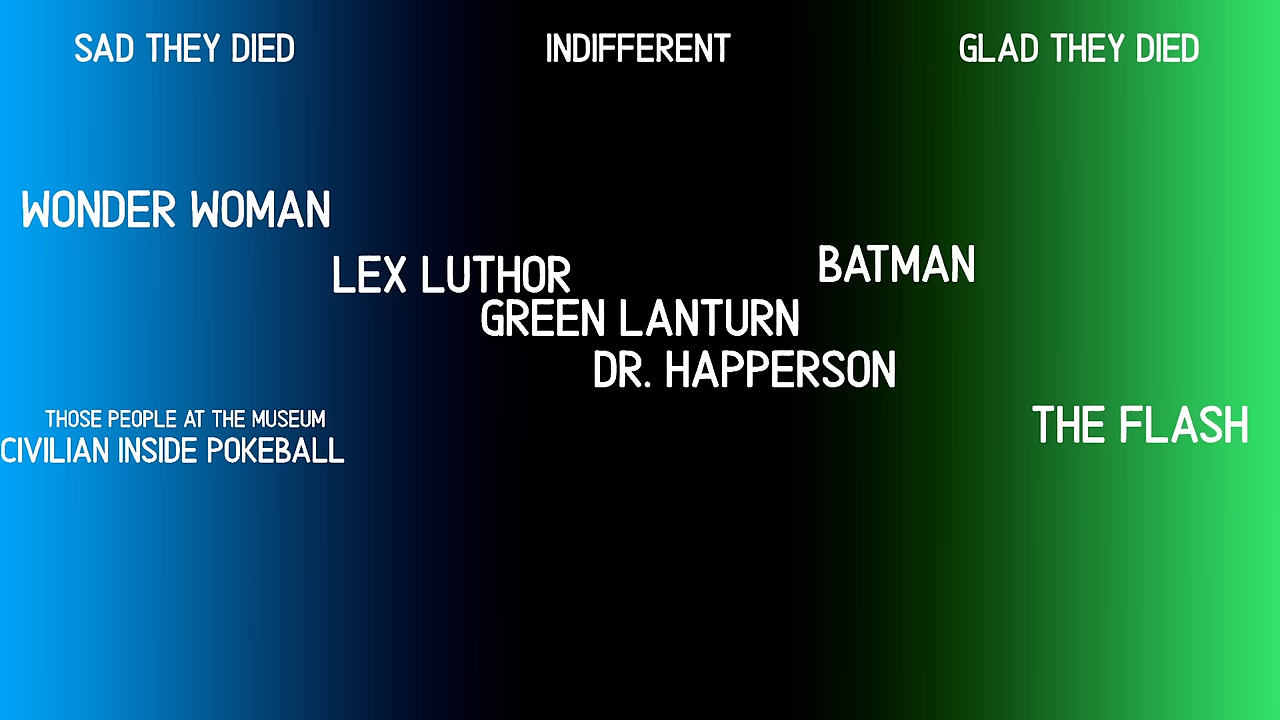 SAD THEY DIED
INDIFFERENT
GLAD THEY DIED
WONDER WOMAN
BATMAN
LEX LUTHOR
GREEN LANTURN
DR. HAPPERSON
THOSE PEOPLE AT THE MUSEUM
THE FLASH
CIVILIAN INSIDE POKEBALL